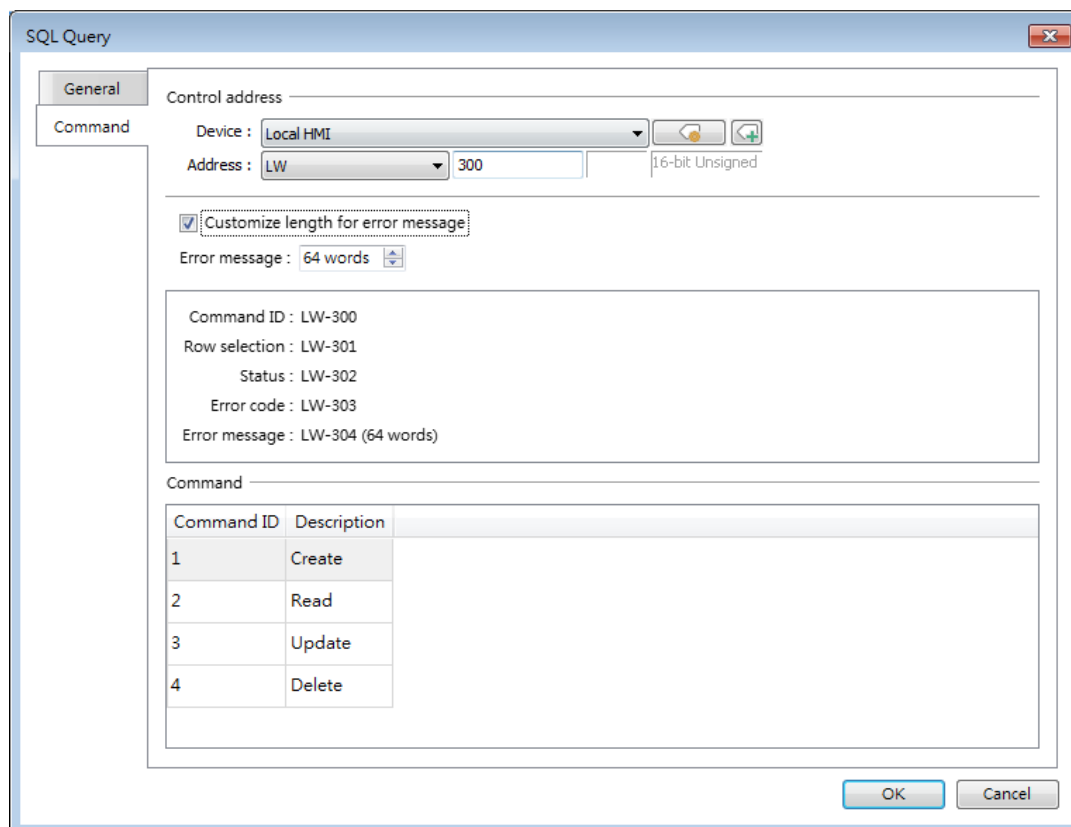 SQL Query
General
Command
Control address
Device : Local HMI
Address : LW 300 16-bit Unsigned
Customize length for error message
Error message : 64 words
Command ID : LW-300
Row selection : LW-301
Status : LW-302
Error code : LW-303
Error message : LW-304 (64 words)
Command
Command ID Description
1 Create
2 Read
3 Update
4 Delete
OK Cancel